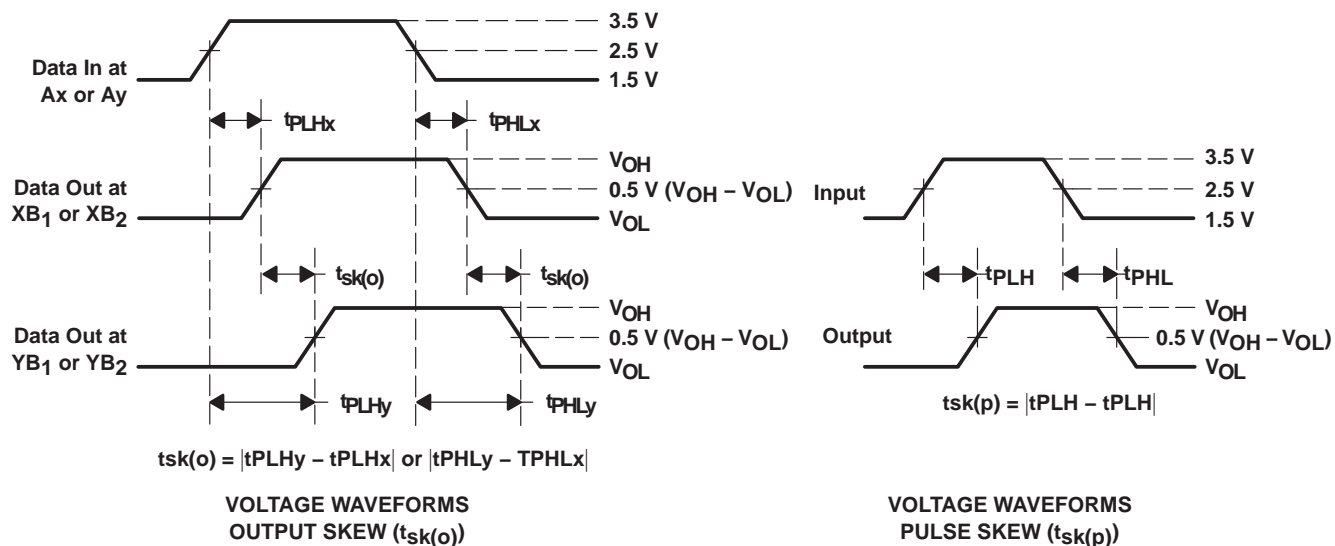 3.5 V
2.5 V
1.5 V
Data In at
Ax or Ay
tPLHx
tPHLx
VOH
0.5 V (VOH – VOL)
VOL
Data Out at
XB1 or XB2
tsk(o)
tsk(o)
VOH
0.5 V (VOH – VOL)
VOL
Data Out at
YB1 or YB2
tPLHy
tPHLy
tsk(o) = |tPLHy – tPLHx| or |tPHLy – TPHLx|
VOLTAGE WAVEFORMS
OUTPUT SKEW (tsk(o))
3.5 V
2.5 V
1.5 V
Input
tPLH
tPHL
VOH
0.5 V (VOH – VOL)
VOL
Output
tsk(p) = |tPLH – tPLH|
VOLTAGE WAVEFORMS
PULSE SKEW (tsk(p))